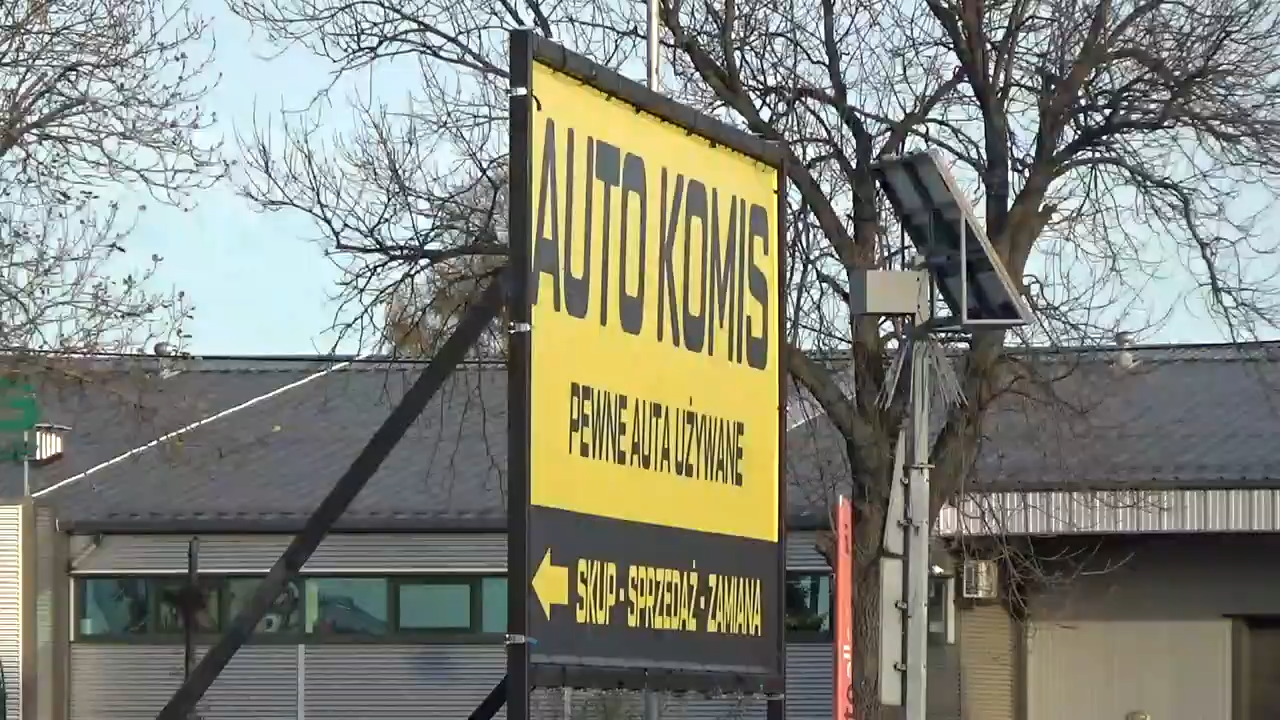 AUTO KOMIS
PEWNE AUTA UŻYWANE
SKUP - SPRZEDAŻ - ZAMIANA